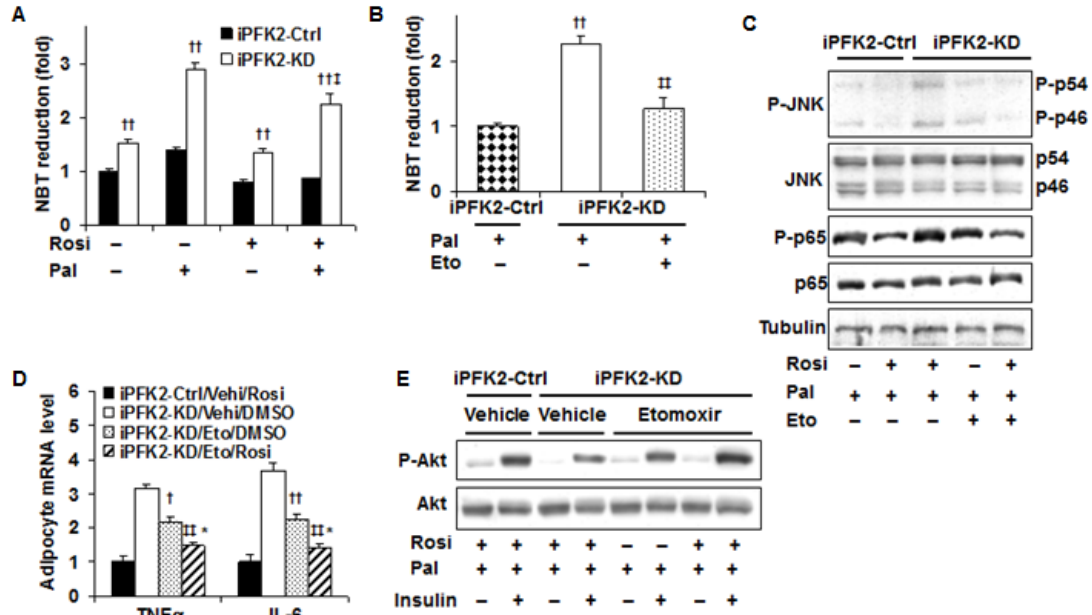 A
iPFK2-Ctrl
iPFK2-KD
NBT reduction (fold)
3
2
1
0
††
††
††
††‡
Rosi – – + +
Pal – + – +
B
NBT reduction (fold)
2
1
0
††
‡‡
iPFK2-Ctrl iPFK2-KD
Pal + + +
Eto – – +
C
iPFK2-Ctrl iPFK2-KD
P-JNK
P-p54
P-p46
JNK
p54
p46
P-p65
p65
Tubulin
Rosi – + + – +
Pal + + + + +
Eto – – – + +
D
iPFK2-Ctrl/Vehi/Rosi
iPFK2-KD/Vehi/DMSO
iPFK2-KD/Eto/DMSO
iPFK2-KD/Eto/Rosi
Adipocyte mRNA level
6
5
4
3
2
1
0
†
‡‡ *
††
‡‡ *
TNFα IL-6
E
iPFK2-Ctrl iPFK2-KD
Vehicle Vehicle Etomoxir
P-Akt
Akt
Rosi + + + + – – + +
Pal + + + + + + + +
Insulin – + – + – + – +